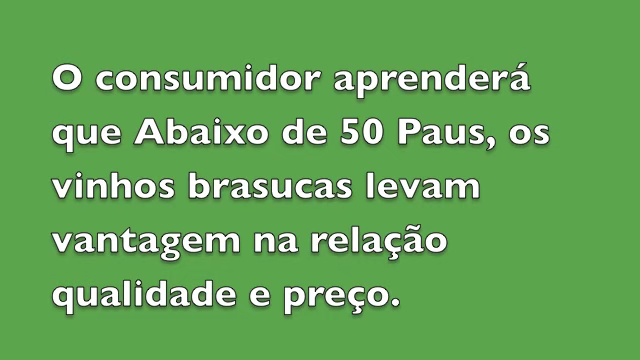 O consumidor aprenderá
que Abaixo de 50 Paus, os
vinhos brasucas levam
vantagem na relação
qualidade e preço.